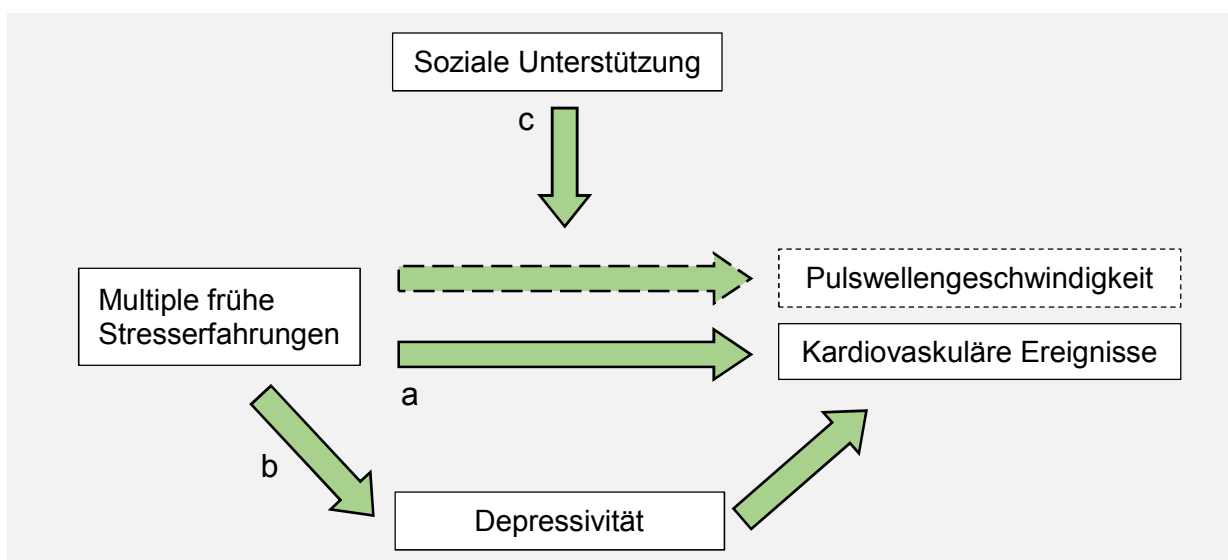 Soziale Unterstützung
c
Multiple frühe
Stresserfahrungen
Pulswellengeschwindigkeit
Kardiovaskuläre Ereignisse
a
b
Depressivität